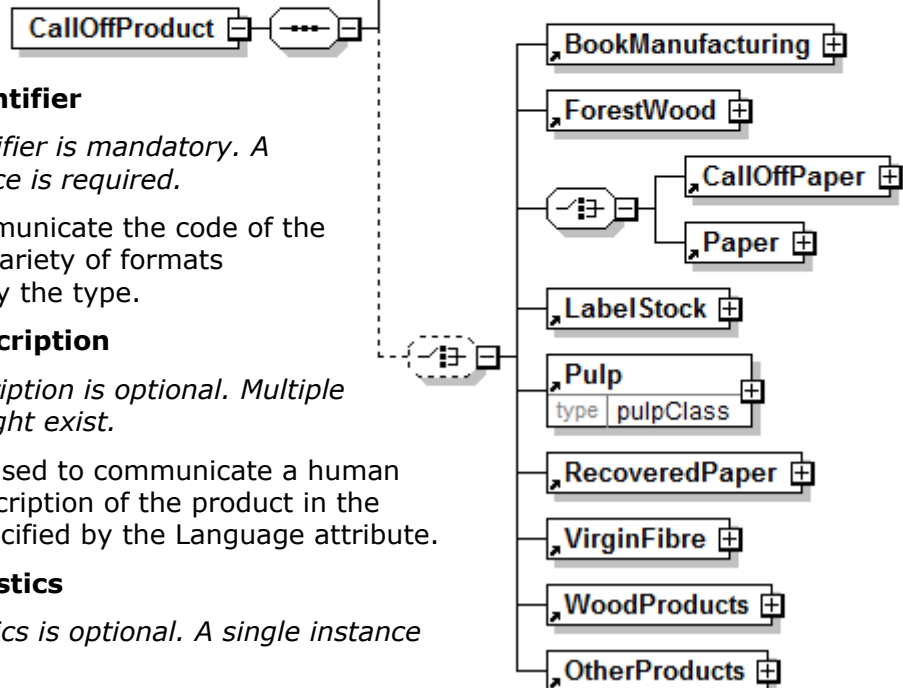 CallOffProduct
ntifier
ifier is mandatory. A
ce is required.
municate the code of the
ariety of formats
y the type.
cription
iption is optional. Multiple
ght exist.
sed to communicate a human
cription of the product in the
cified by the Language attribute.
stics
ics is optional. A single instance
BookManufacturing
ForestWood
CallOffPaper
Paper
LabelStock
Pulp
type pulpClass
RecoveredPaper
VirginFibre
WoodProducts
OtherProducts